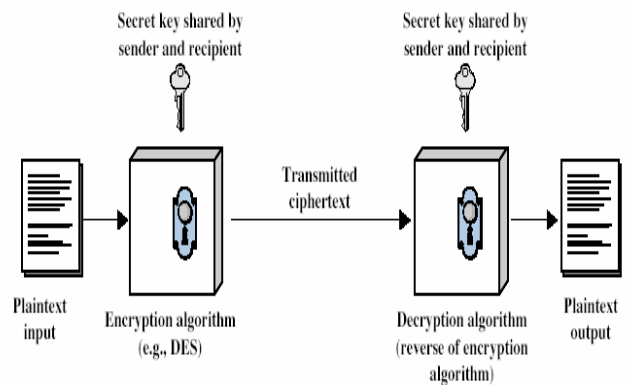 Secret key shared by
sender and recipient
Secret key shared by
sender and recipient
Transmitted
ciphertext
Plaintext
input
Encryption algorithm
(e.g., DES)
Decryption algorithm
(reverse of encryption
algorithm)
Plaintext
output